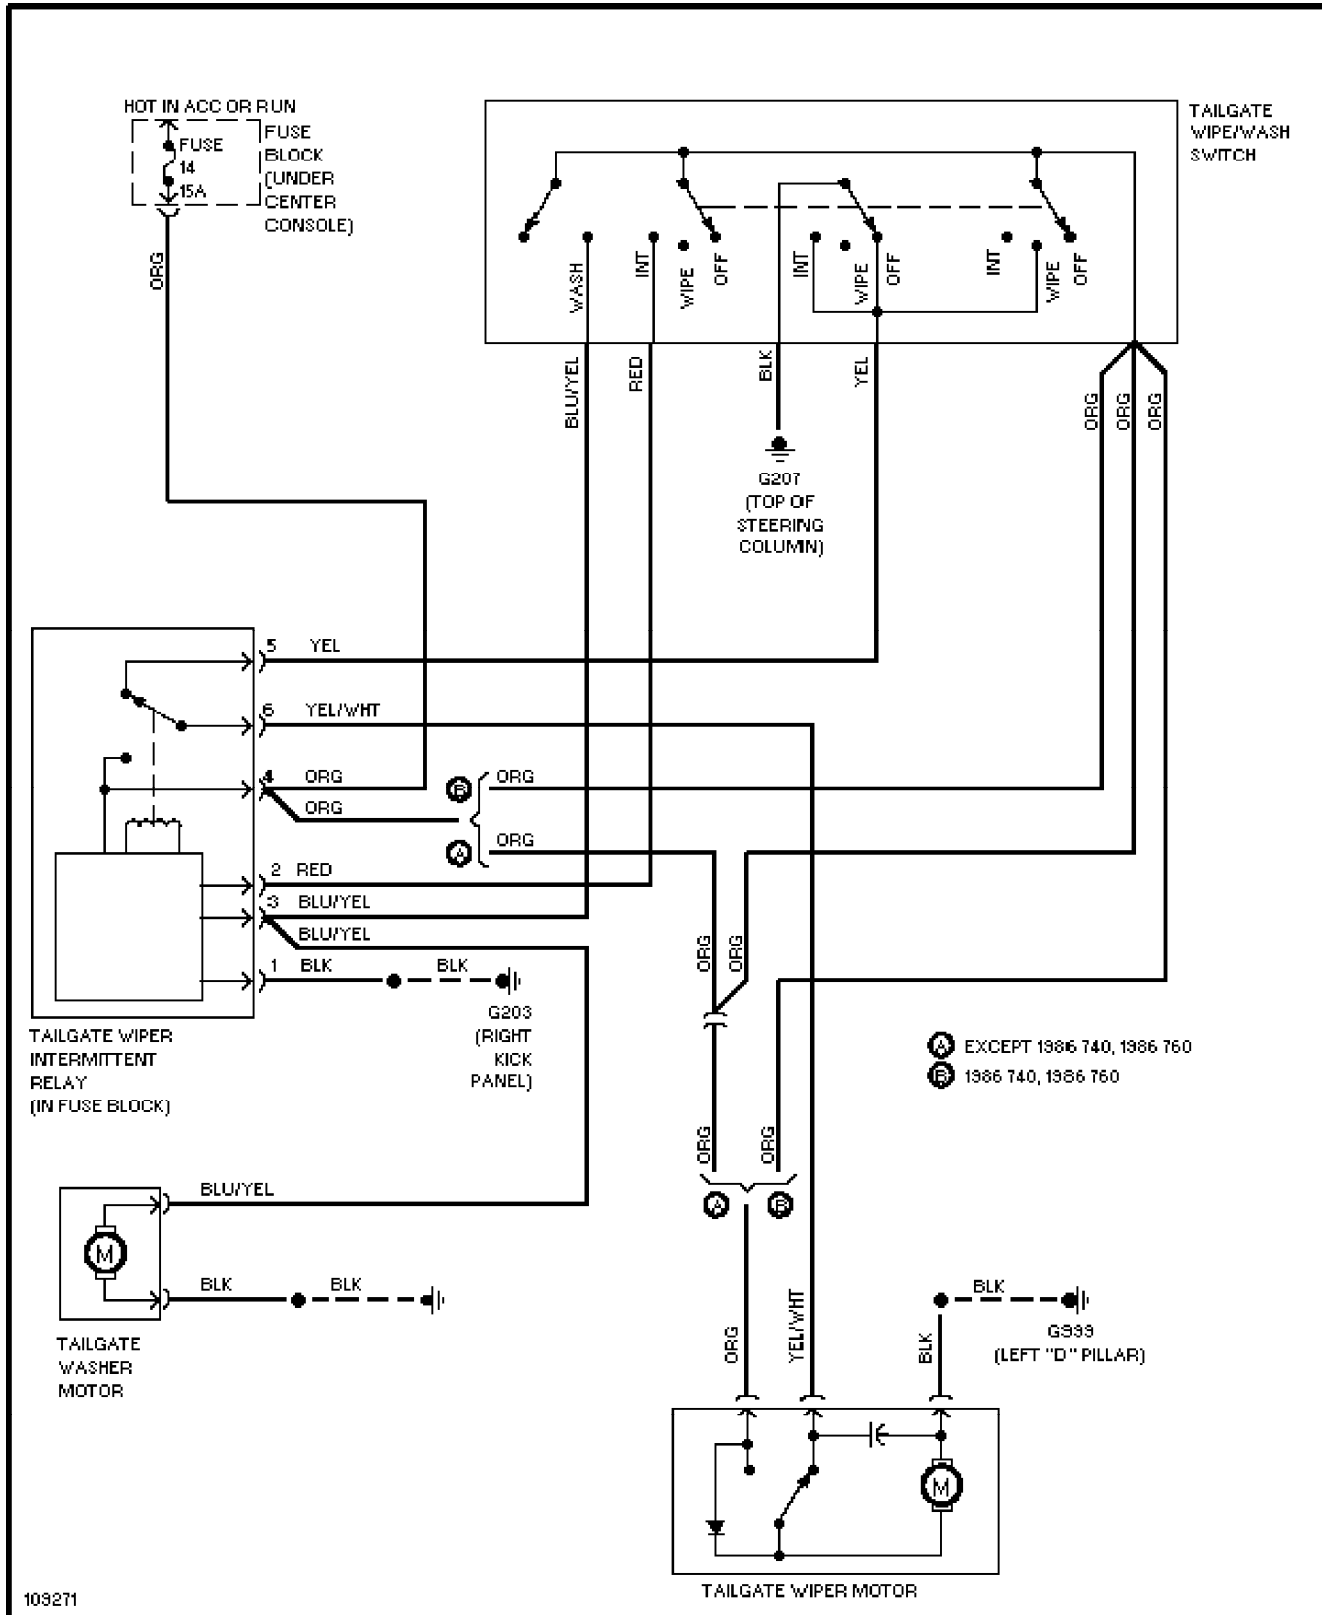 HOT IN ACC OR RUN
FUSE
14
15A
FUSE
BLOCK
(UNDER
CENTER
CONSOLE)
ORG
TAILGATE
WIPE/WASH
SWITCH
WASH
INT
WIPE
OFF
INT
WIPE
OFF
INT
WIPE
OFF
BLU/YEL
RED
BLK
YEL
ORG
ORG
ORG
G207
(TOP OF
STEERING
COLUMN)
5 YEL
6 YEL/WHT
4 ORG
ORG
B ORG
A ORG
2 RED
3 BLU/YEL
BLU/YEL
1 BLK BLK
G203
(RIGHT
KICK
PANEL)
ORG
ORG
TAILGATE WIPER
INTERMITTENT
RELAY
(IN FUSE BLOCK)
A EXCEPT 1986 740, 1986 760
B 1986 740, 1986 760
ORG
ORG
A
B
BLU/YEL
M
BLK BLK
TAILGATE
WASHER
MOTOR
ORG
YEL/WHT
BLK
BLK
G999
(LEFT "D" PILLAR)
M
TAILGATE WIPER MOTOR
109271